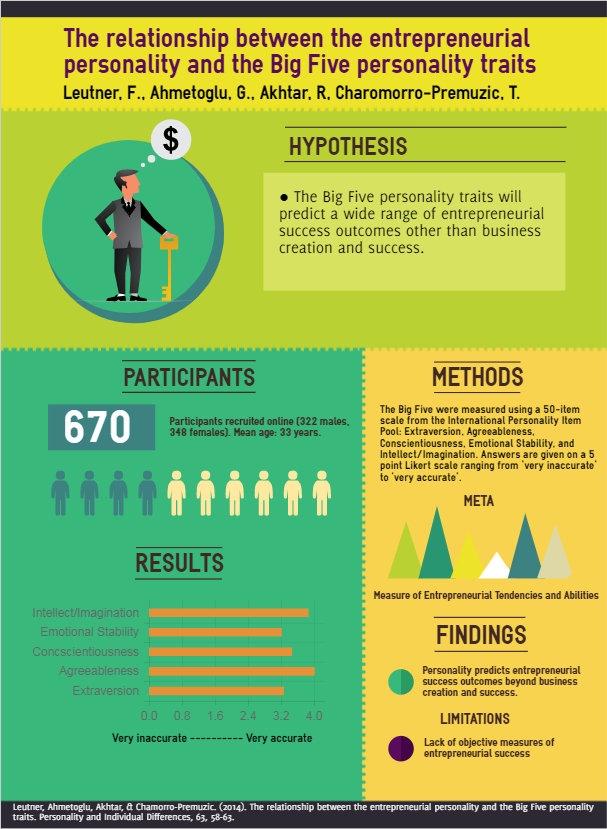 The relationship between the entrepreneurial
personality and the Big Five personality traits
Leutner, F., Ahmetoglu, G., Akhtar, R, Charomorro-Premuzic, T.
$
HYPOTHESIS
● The Big Five personality traits will
predict a wide range of entrepreneurial
success outcomes other than business
creation and success.
PARTICIPANTS
670
Participants recruited online (322 males,
348 females). Mean age: 33 years.
RESULTS
Intellect/Imagination
Emotional Stability
Concscientiousness
Agreeableness
Extraversion
0.0 0.8 1.6 2.4 3.2 4.0
Very inaccurate ---------- Very accurate
METHODS
The Big Five were measured using a 50-item
scale from the International Personality Item
Pool: Extraversion, Agreeableness,
Conscientiousness, Emotional Stability, and
Intellect/Imagination. Answers are given on a 5
point Likert scale ranging from 'very inaccurate'
to 'very accurate'.
META
Measure of Entrepreneurial Tendencies and Abilities
FINDINGS
Personality predicts entrepreneurial
success outcomes beyond business
creation and success.
LIMITATIONS
Lack of objective measures of
entrepreneurial success
Leutner, Ahmetoglu, Akhtar, & Chamorro-Premuzic. (2014). The relationship between the entrepreneurial personality and the Big Five personality
traits. Personality and Individual Differences, 63, 58-63.